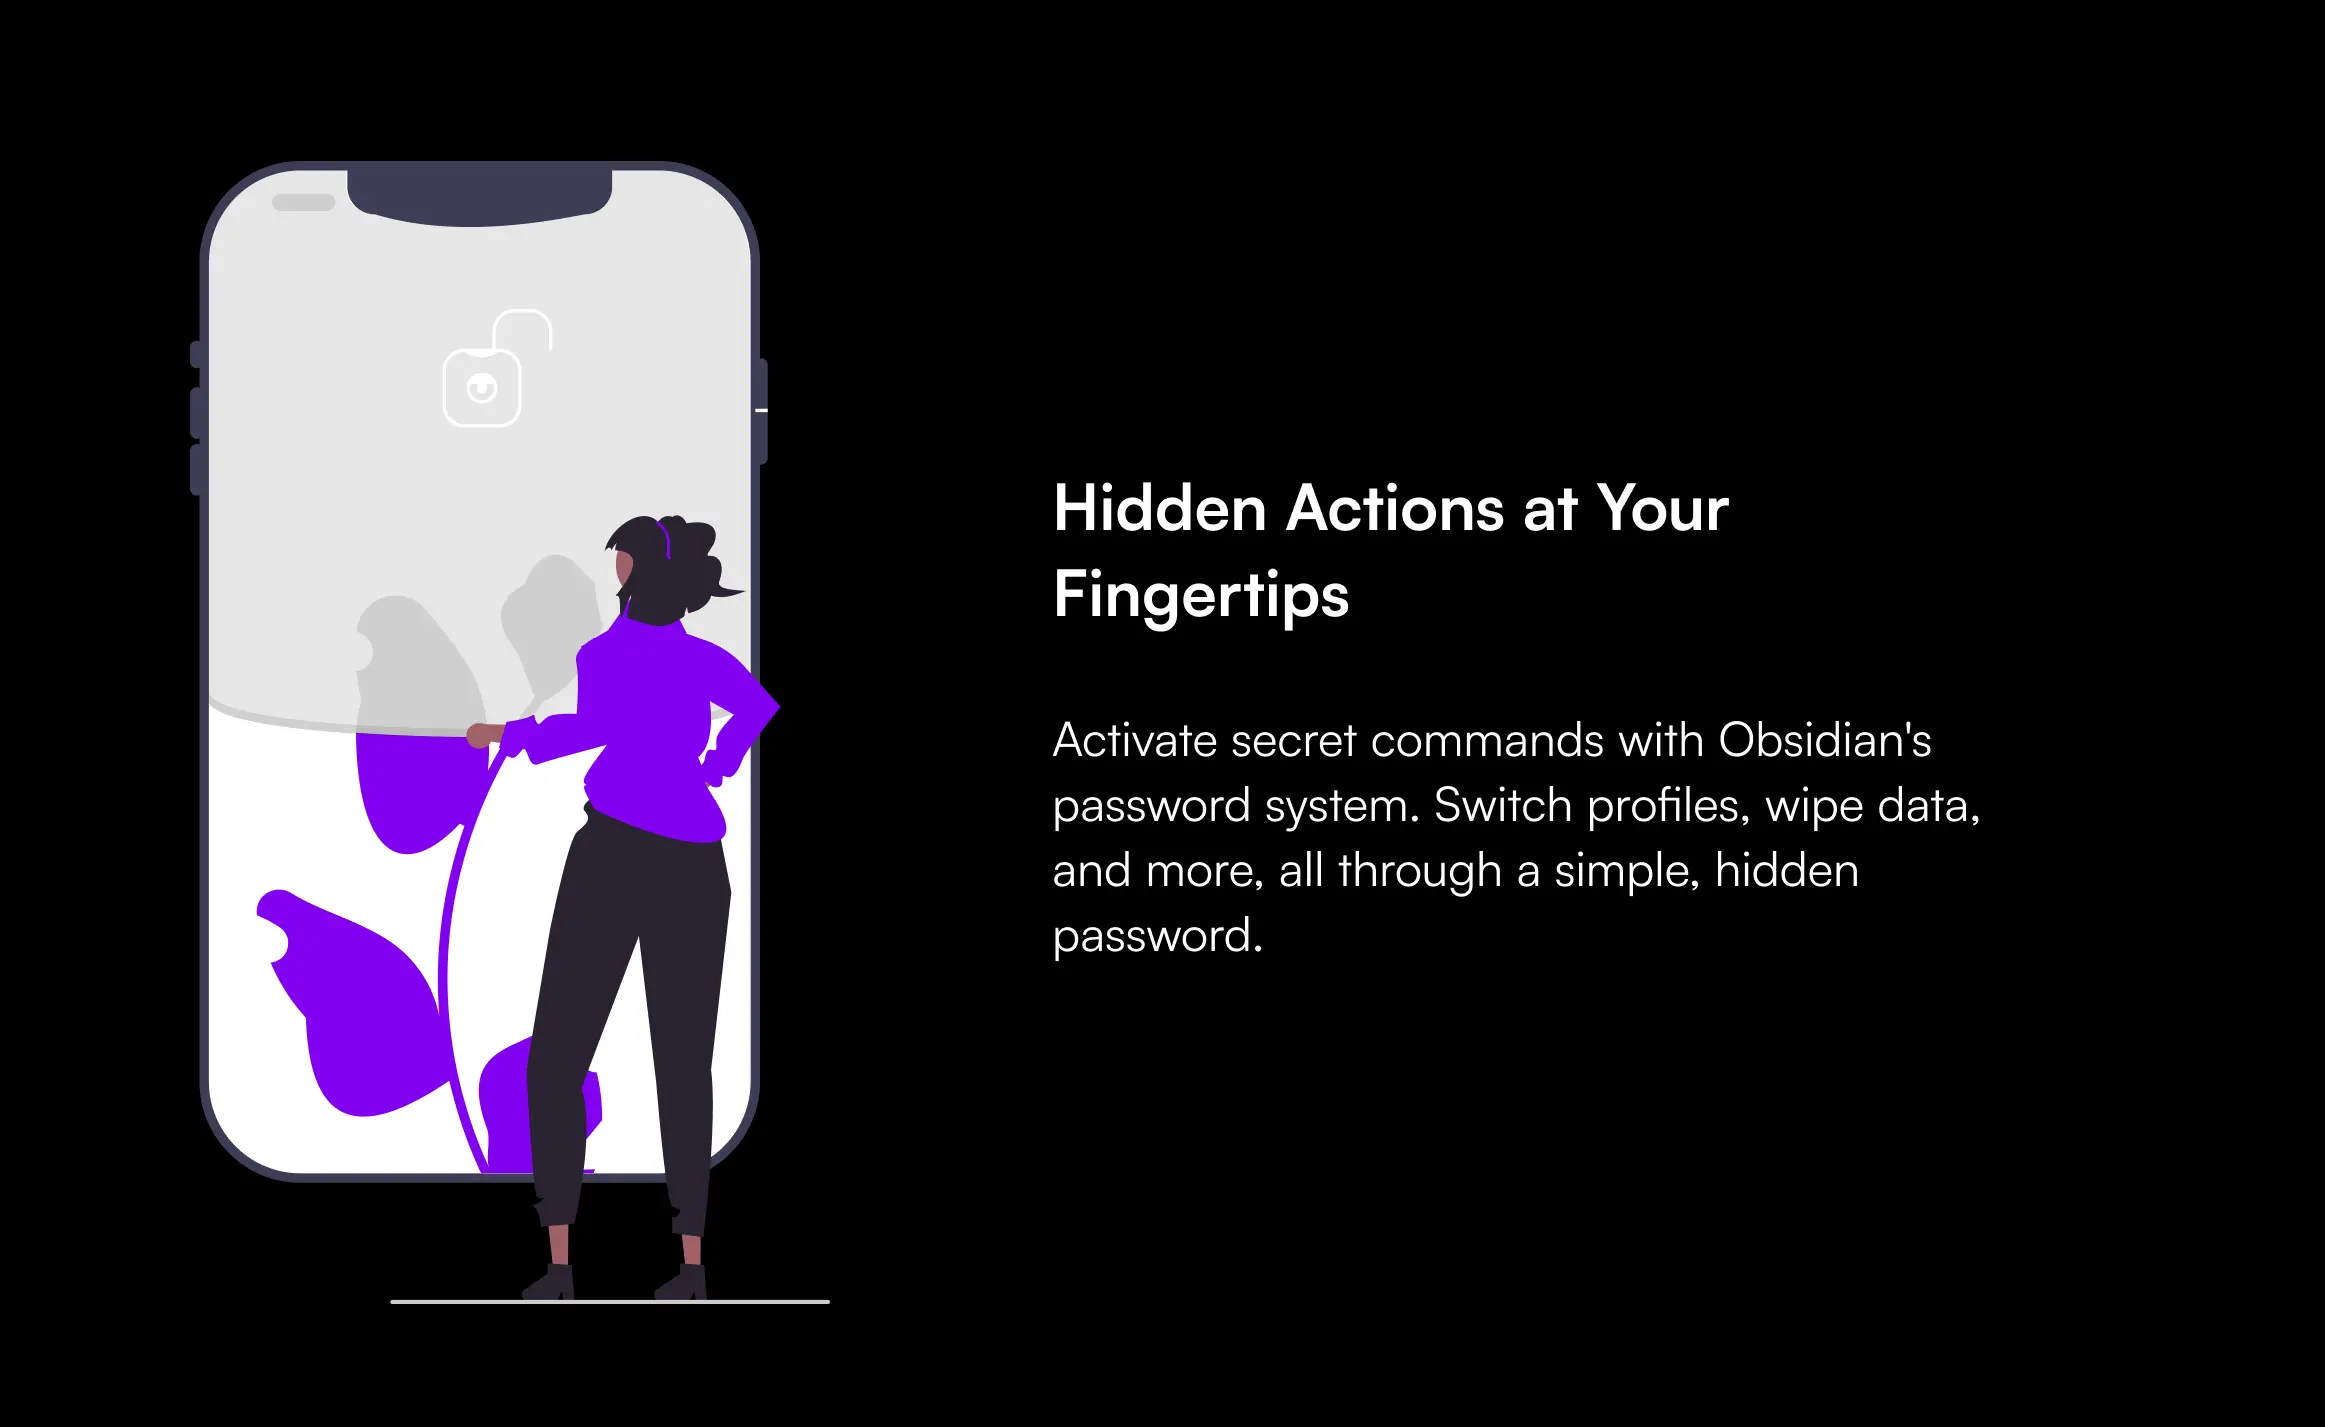 Hidden Actions at Your
Fingertips
Activate secret commands with Obsidian's
password system. Switch profiles, wipe data,
and more, all through a simple, hidden
password.